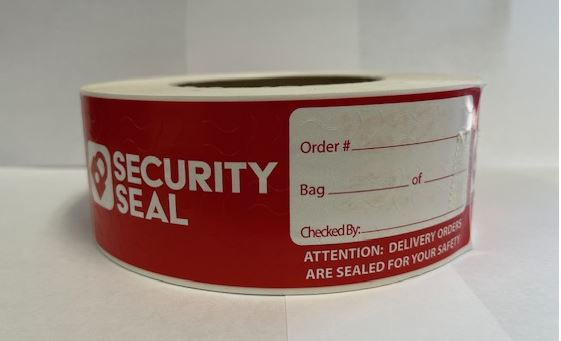 SECURITY
SEAL
Order #
Bag of
Checked By:
ATTENTION: DELIVERY ORDERS
ARE SEALED FOR YOUR SAFETY